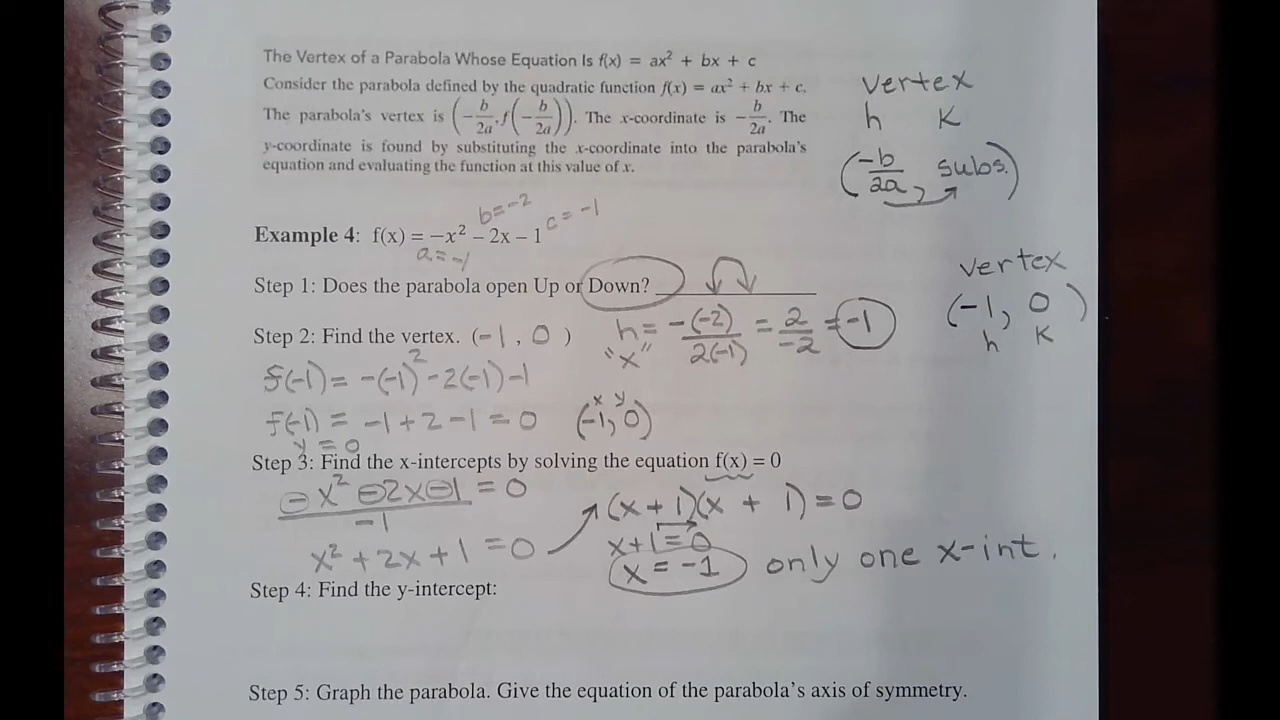 The Vertex of a Parabola Whose Equation Is f(x) = ax² + bx + c
Consider the parabola defined by the quadratic function f(x) = ax² + bx + c.
The parabola's vertex is (-b/2a, f(-b/2a)). The x-coordinate is -b/2a. The
y-coordinate is found by substituting the x-coordinate into the parabola's
equation and evaluating the function at this value of x.
vertex
h K
(-b/2a, subs.)
b=-2
c=-1
Example 4: f(x) = −x² – 2x – 1
a=-1
Step 1: Does the parabola open Up or Down?
vertex
(-1, 0)
h K
Step 2: Find the vertex. (-1, 0)
h = -(-2)/2(-1) = 2/-2 = -1
"x"
f(-1) = -(-1)² -2(-1)-1
f(-1) = -1+2-1=0
x y
(-1,0)
y = 0
Step 3: Find the x-intercepts by solving the equation f(x) = 0
-x² -2x-1 = 0
-1
x² + 2x + 1 = 0
(x+1)(x + 1)=0
x+1=0
x = -1 only one x-int.
Step 4: Find the y-intercept:
Step 5: Graph the parabola. Give the equation of the parabola's axis of symmetry.